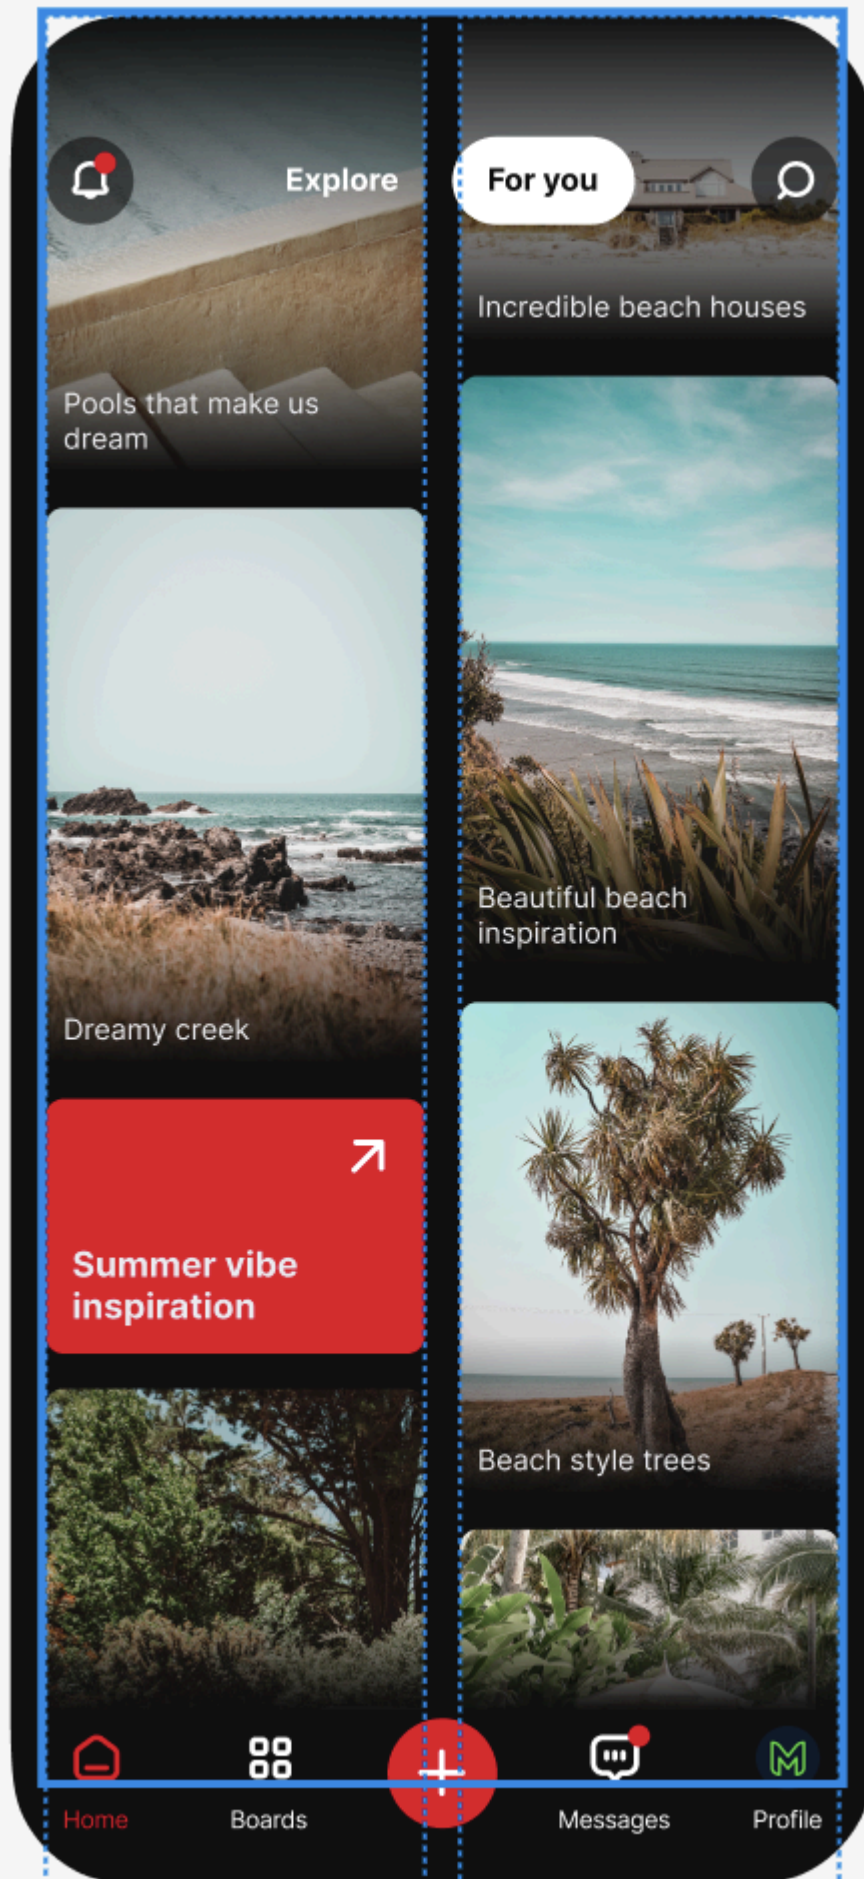 Explore
For you
Incredible beach houses
Pools that make us
dream
Beautiful beach
inspiration
Dreamy creek
Summer vibe
inspiration
Beach style trees
Home
Boards
Messages
Profile